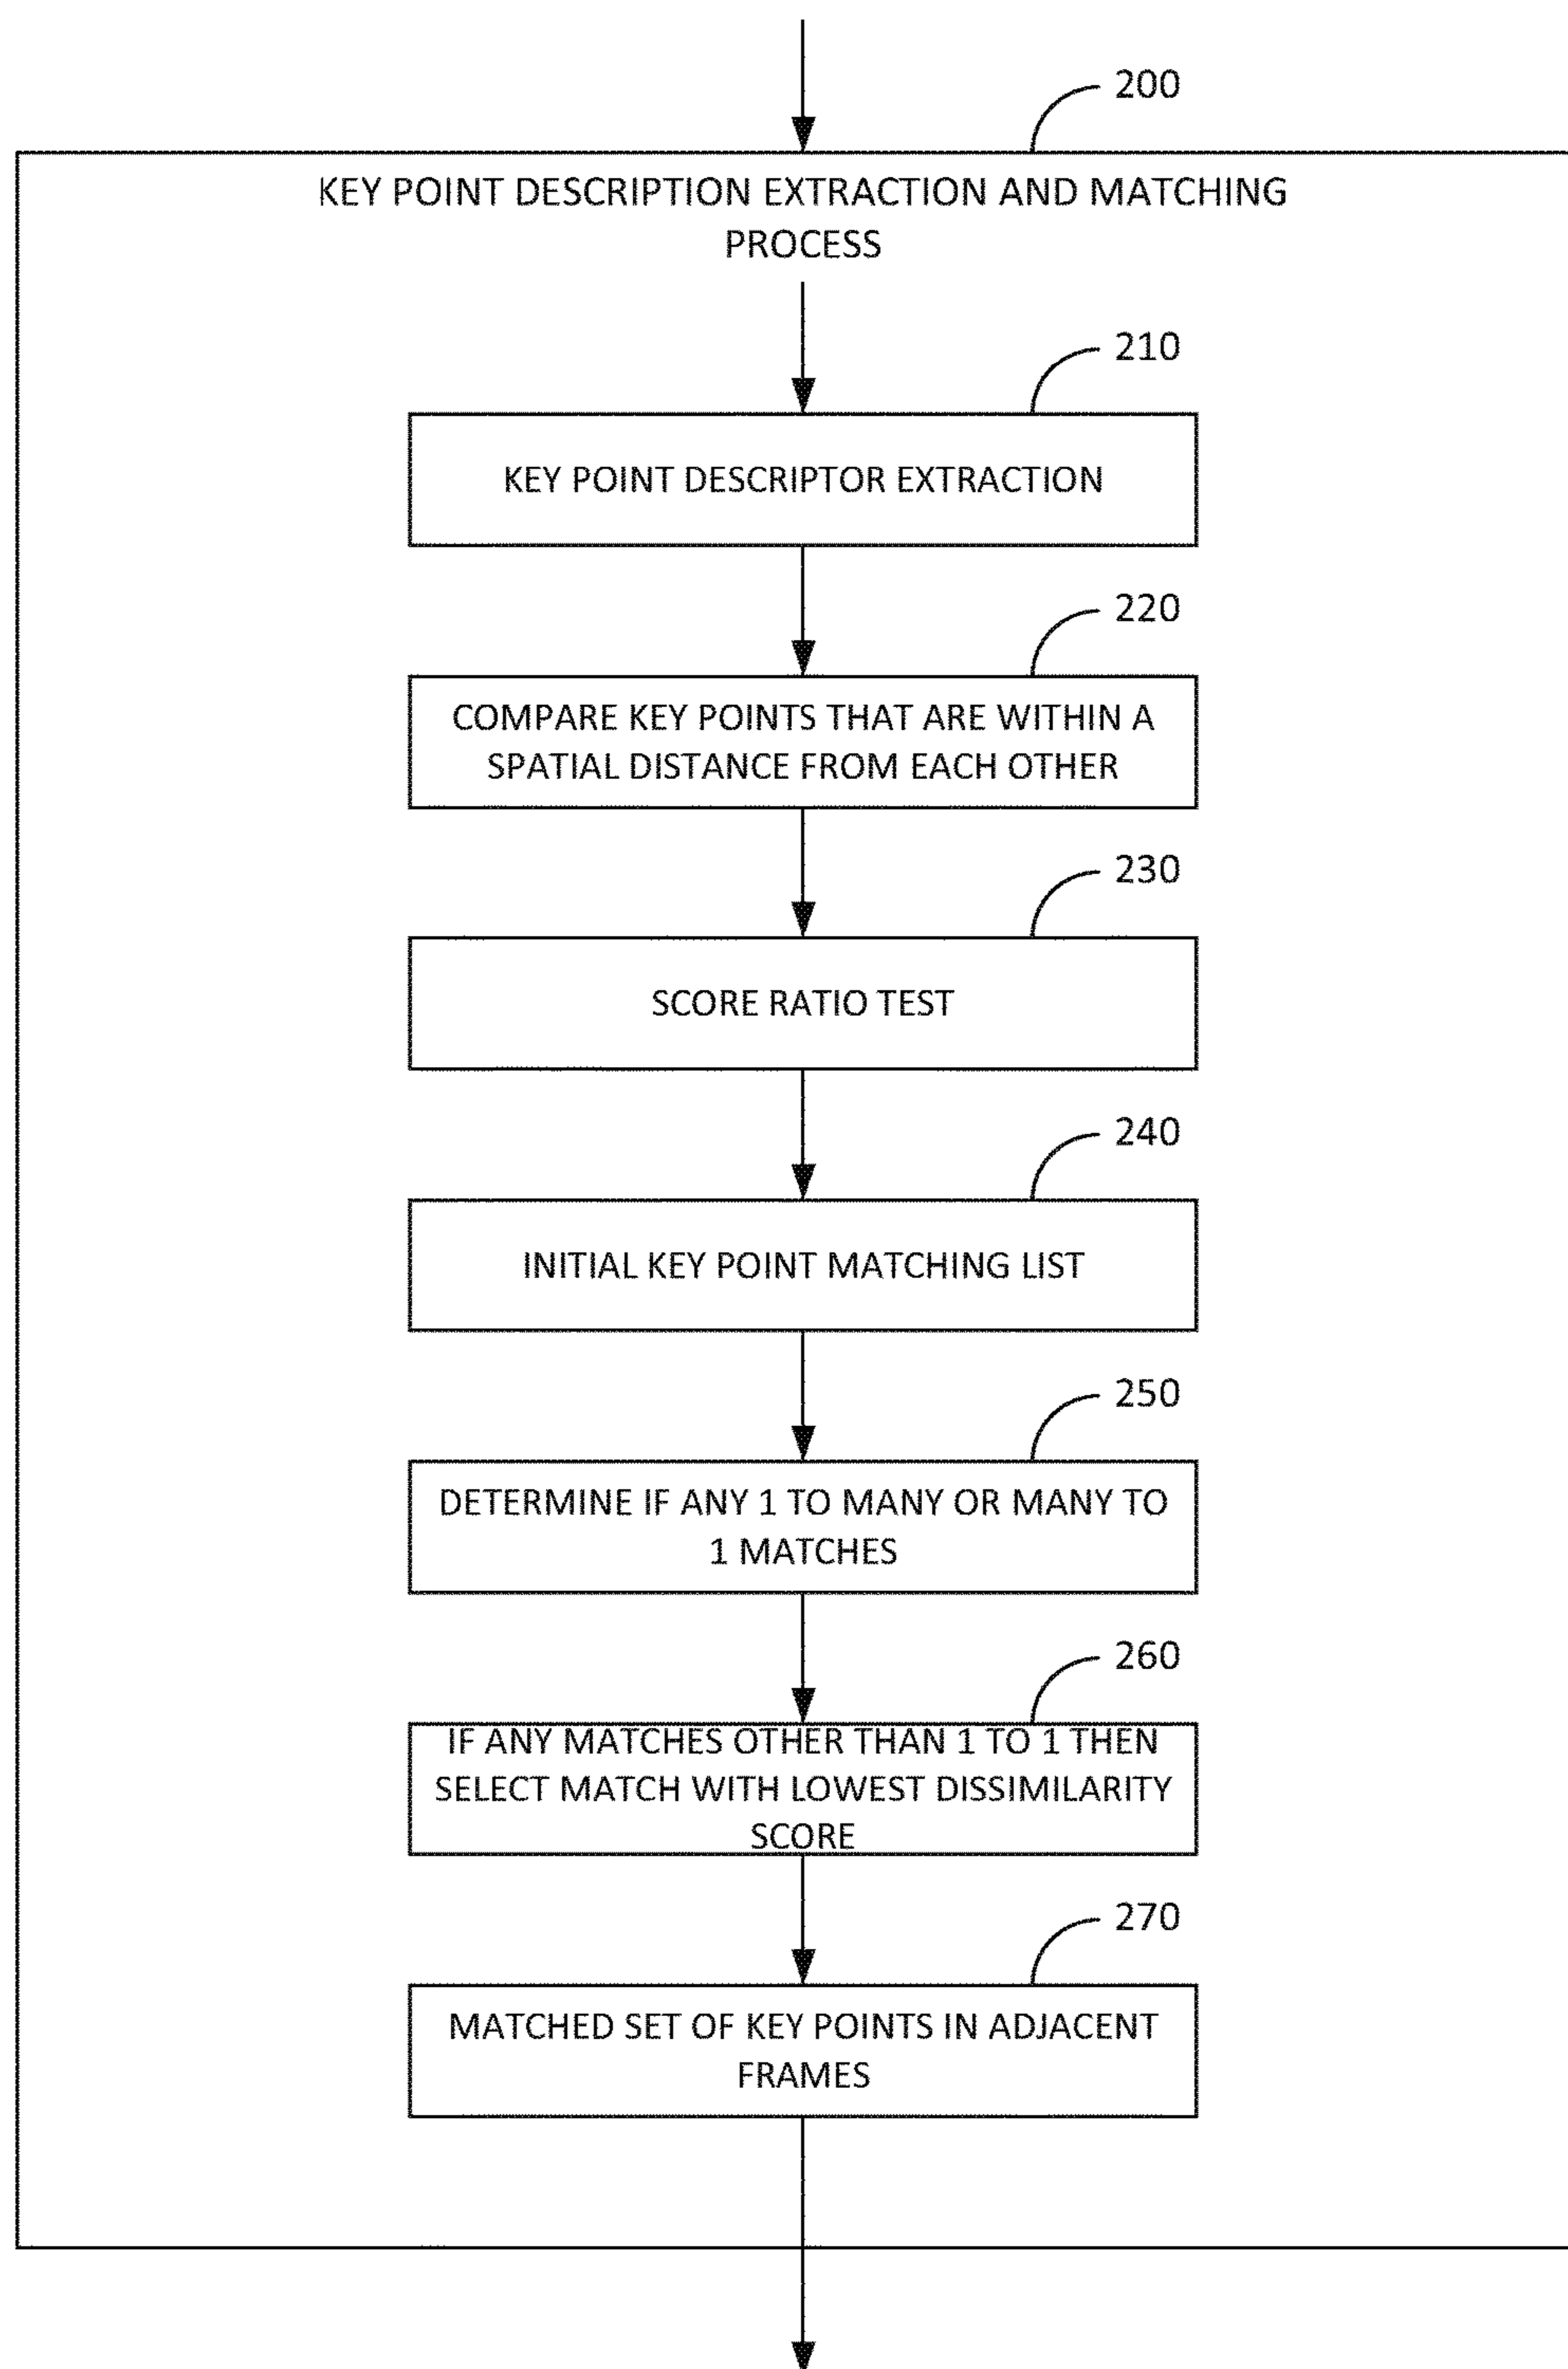 200
KEY POINT DESCRIPTION EXTRACTION AND MATCHING
PROCESS
210
KEY POINT DESCRIPTOR EXTRACTION
220
COMPARE KEY POINTS THAT ARE WITHIN A
SPATIAL DISTANCE FROM EACH OTHER
230
SCORE RATIO TEST
240
INITIAL KEY POINT MATCHING LIST
250
DETERMINE IF ANY 1 TO MANY OR MANY TO
1 MATCHES
260
IF ANY MATCHES OTHER THAN 1 TO 1 THEN
SELECT MATCH WITH LOWEST DISSIMILARITY
SCORE
270
MATCHED SET OF KEY POINTS IN ADJACENT
FRAMES